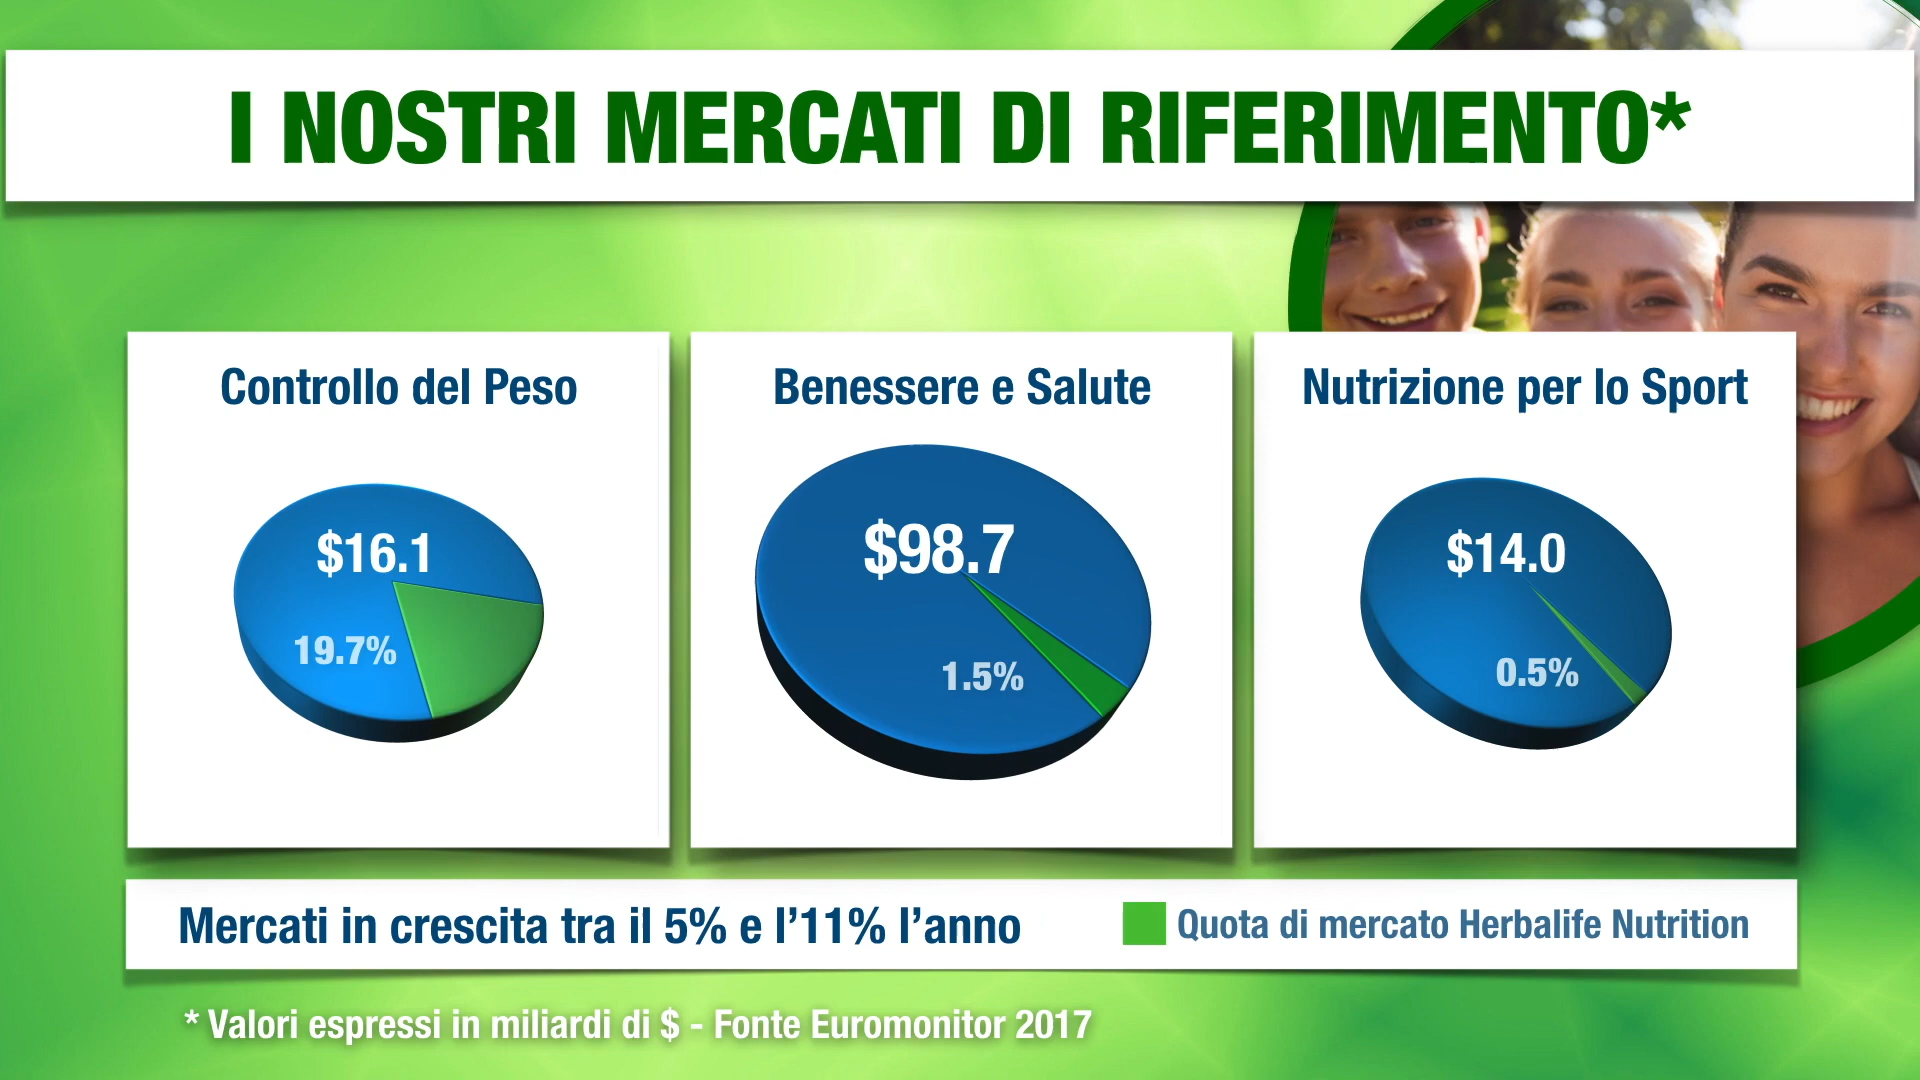 I NOSTRI MERCATI DI RIFERIMENTO*
Controllo del Peso
$16.1
19.7%
Benessere e Salute
$98.7
1.5%
Nutrizione per lo Sport
$14.0
0.5%
Mercati in crescita tra il 5% e l’11% l’anno
Quota di mercato Herbalife Nutrition
* Valori espressi in miliardi di $ - Fonte Euromonitor 2017